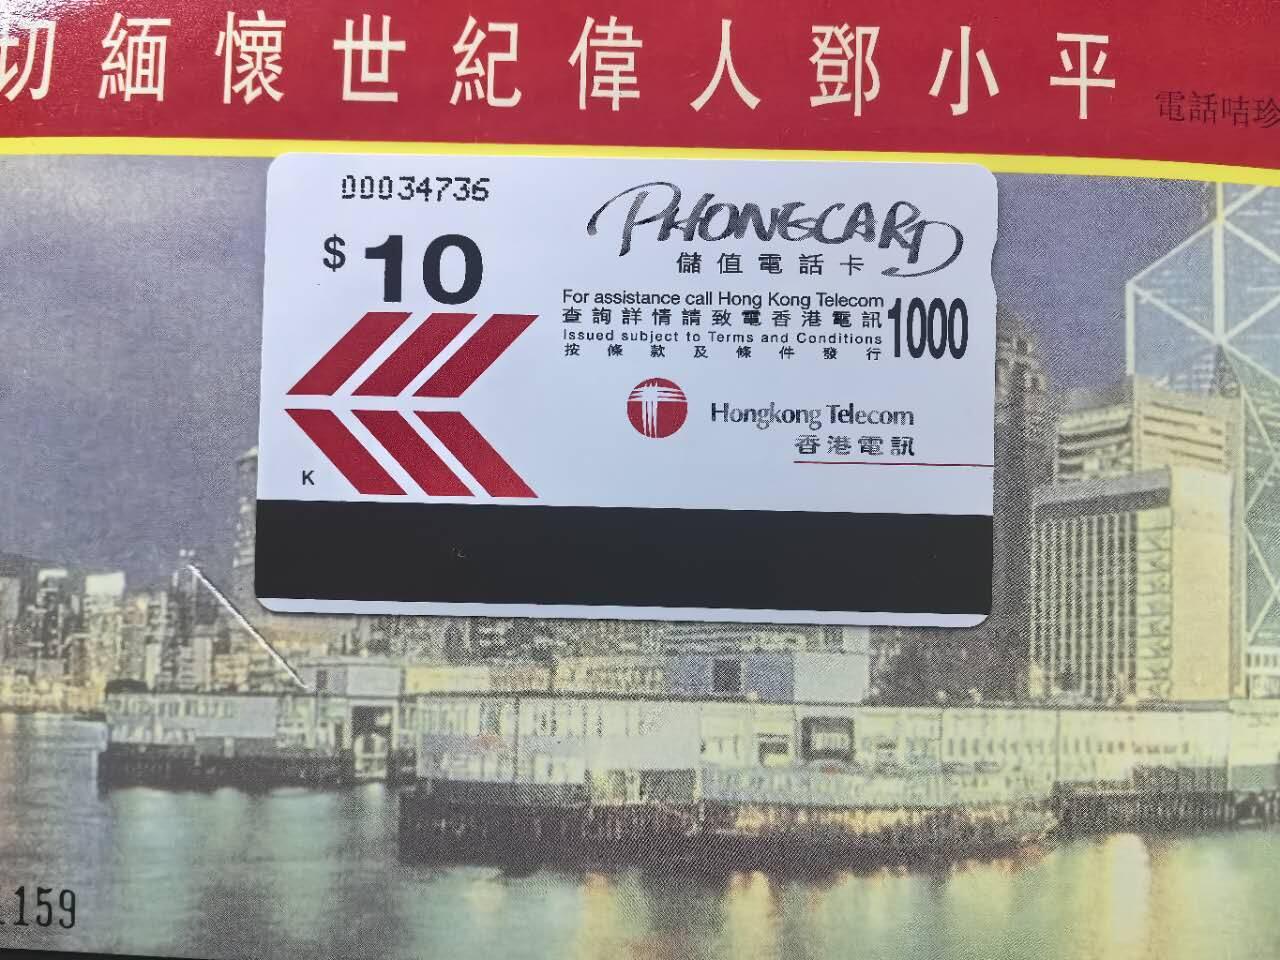 切緬懷世紀偉人鄧小平
電話咭珍
00034736
$10
PHONECARD
儲值電話卡
For assistance call Hong Kong Telecom
查詢詳情請致電香港電訊
Issued subject to Terms and Conditions
按條款及條件發行
1000
Hongkong Telecom
香港電訊
K
159